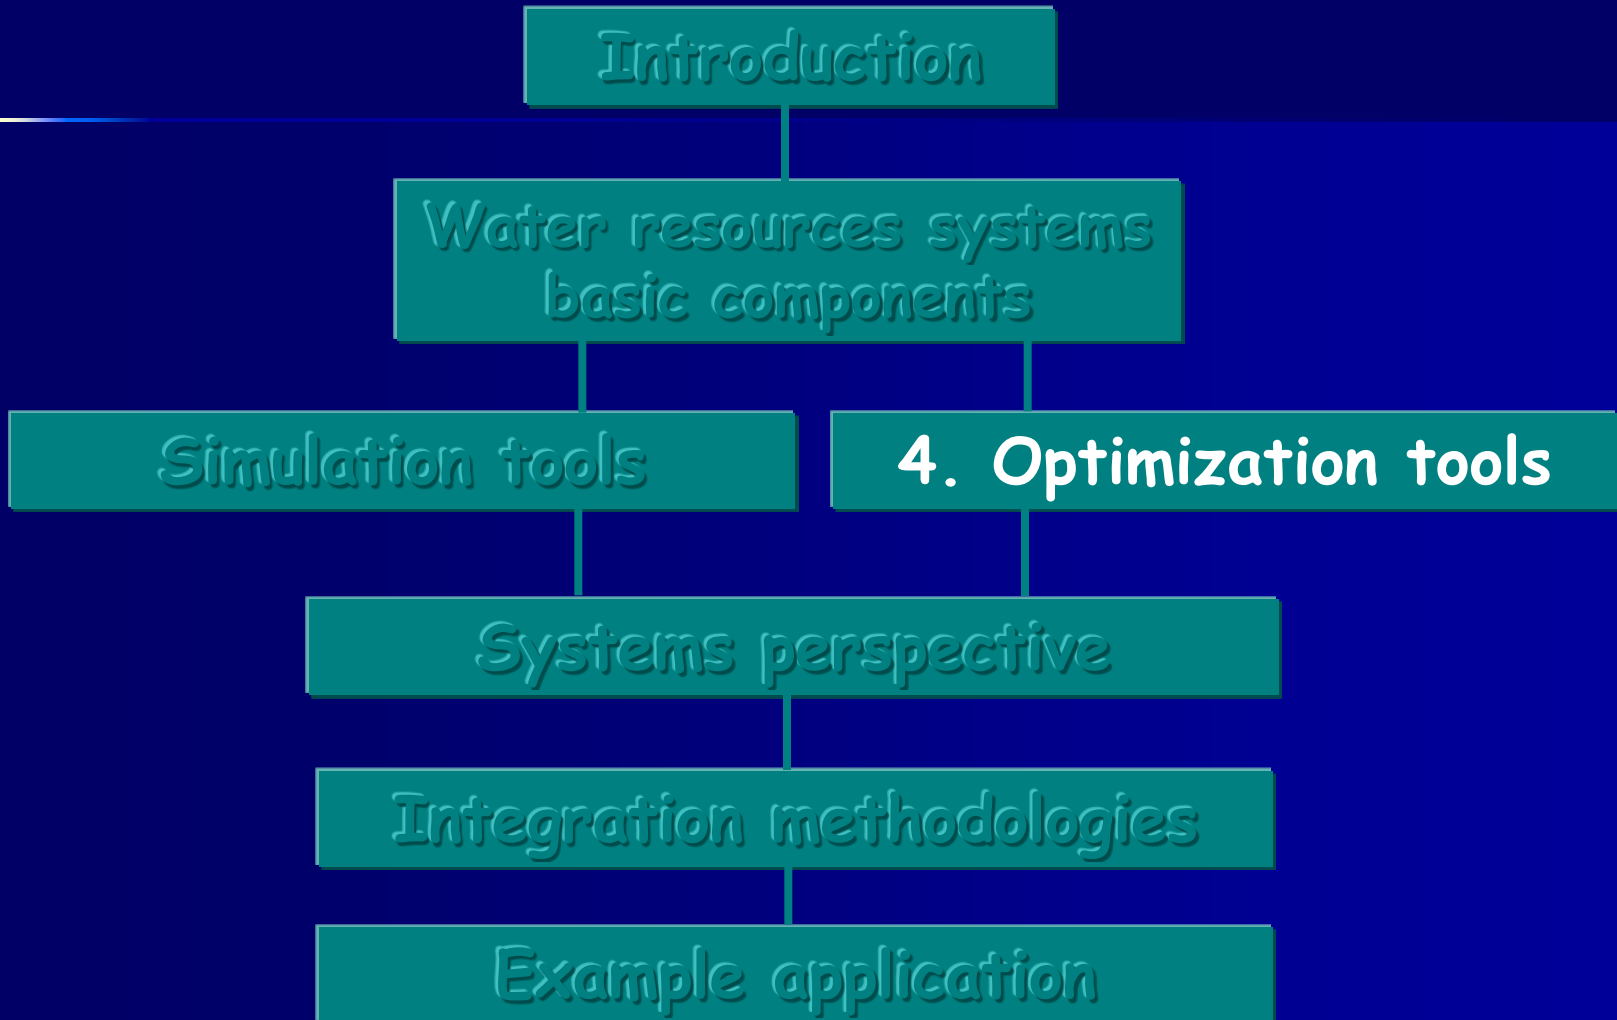 Introduction
Water resources systems
basic components
Simulation tools
4. Optimization tools
Systems perspective
Integration methodologies
Example application